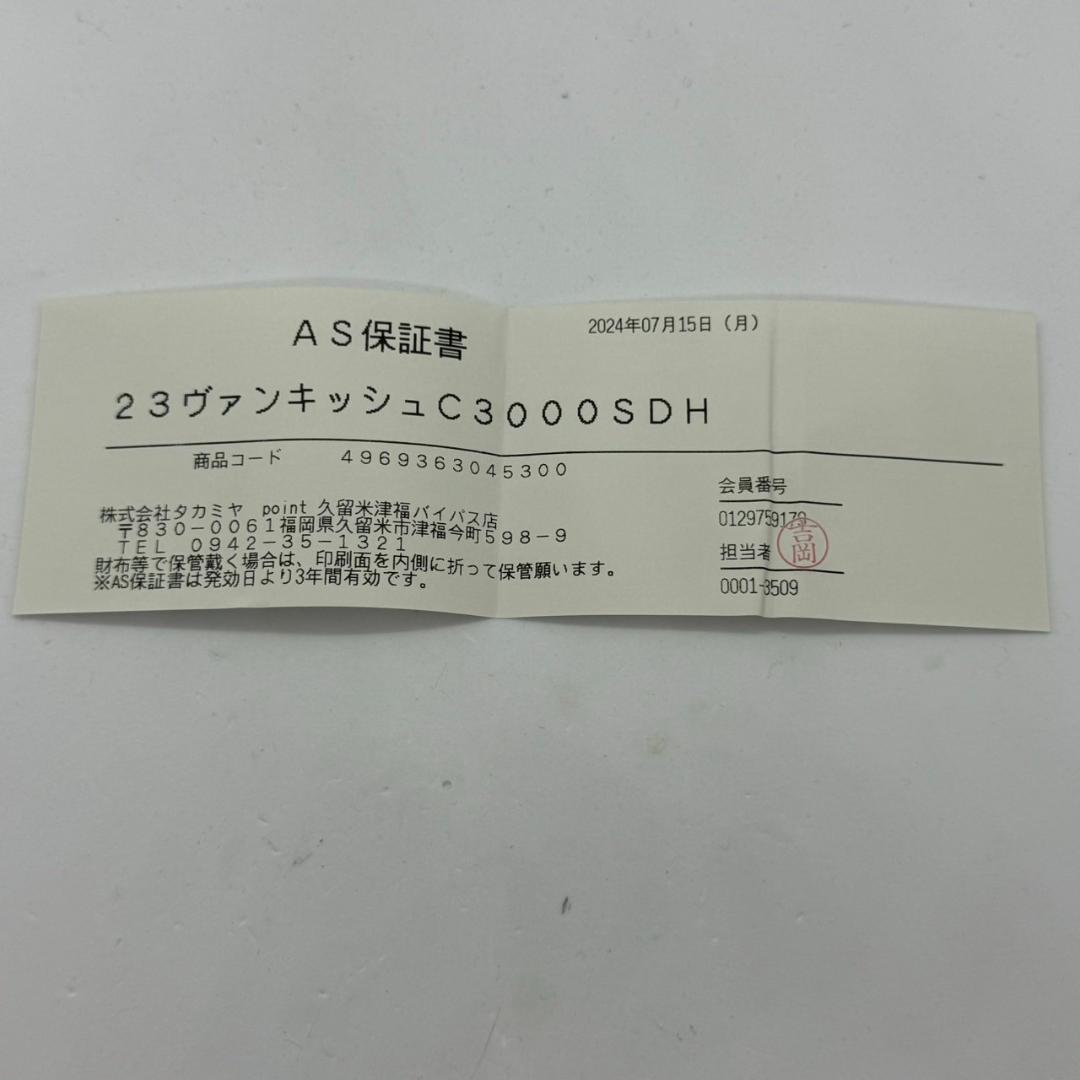 AS保証書
2024年07月15日(月)
23ヴァンキッシュC3000SDH
商品コード 4969363045300
会員番号
株式会社タカミヤ point 久留米津福バイパス店
〒830-0061福岡県久留米市津福今町598-9
TEL 0942-35-1321
財布等で保管戴く場合は、印刷面を内側に折って保管願います。
※AS保証書は発効日より3年間有効です。
担当者
吉岡
0001-3509